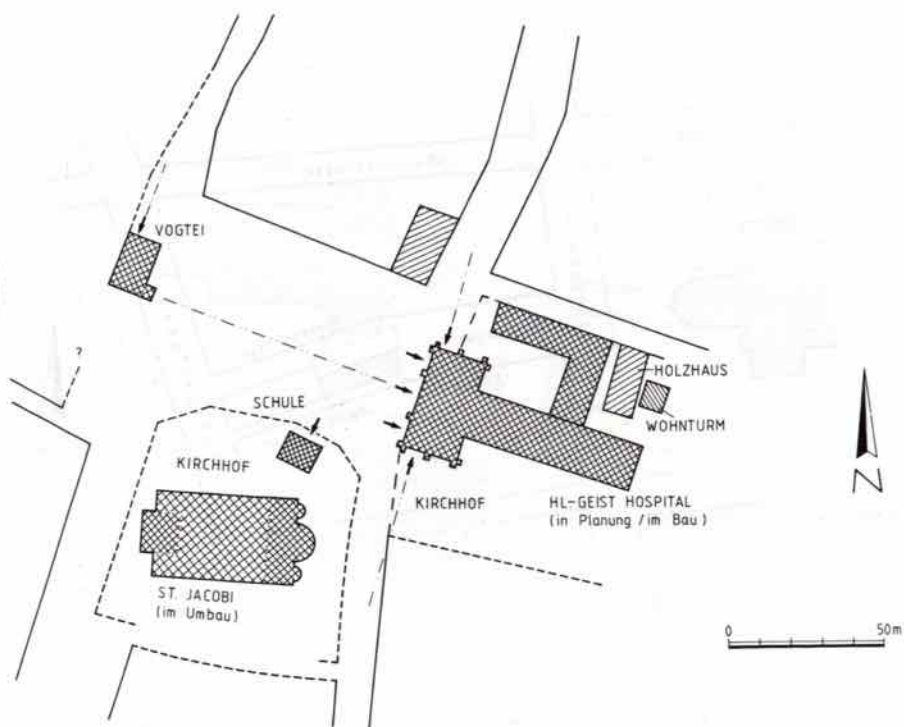 VOGTEI
?
HOLZHAUS
WOHNTURM
SCHULE
KIRCHHOF
KIRCHHOF
HL-GEIST HOSPITAL
(in Planung/im Bau)
ST. JACOBI
(im Umbau)
N
0 50m